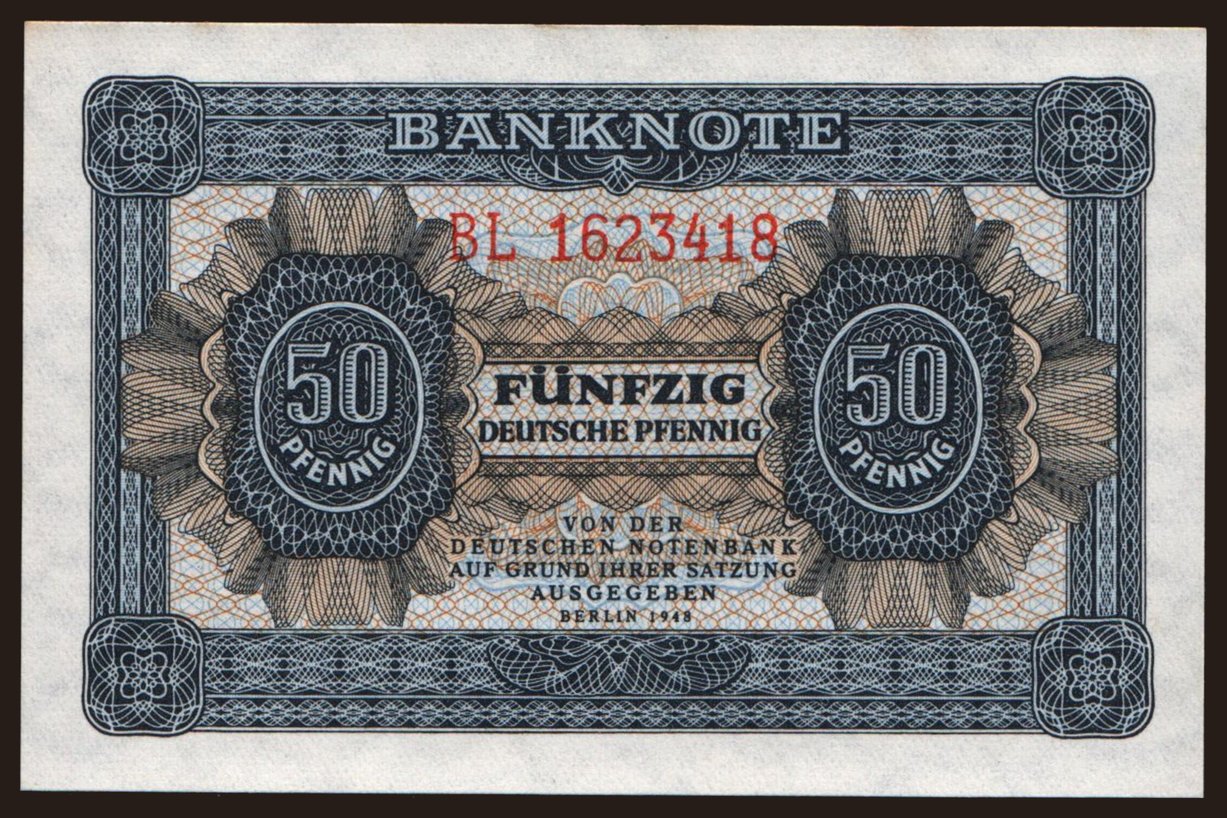 BANKNOTE
BL 1623418
50
PFENNIG
FÜNFZIG
DEUTSCHE PFENNIG
50
PFENNIG
VON DER
DEUTSCHEN NOTENBANK
AUF GRUND IHRER SATZUNG
AUSGEGEBEN
BERLIN 1948